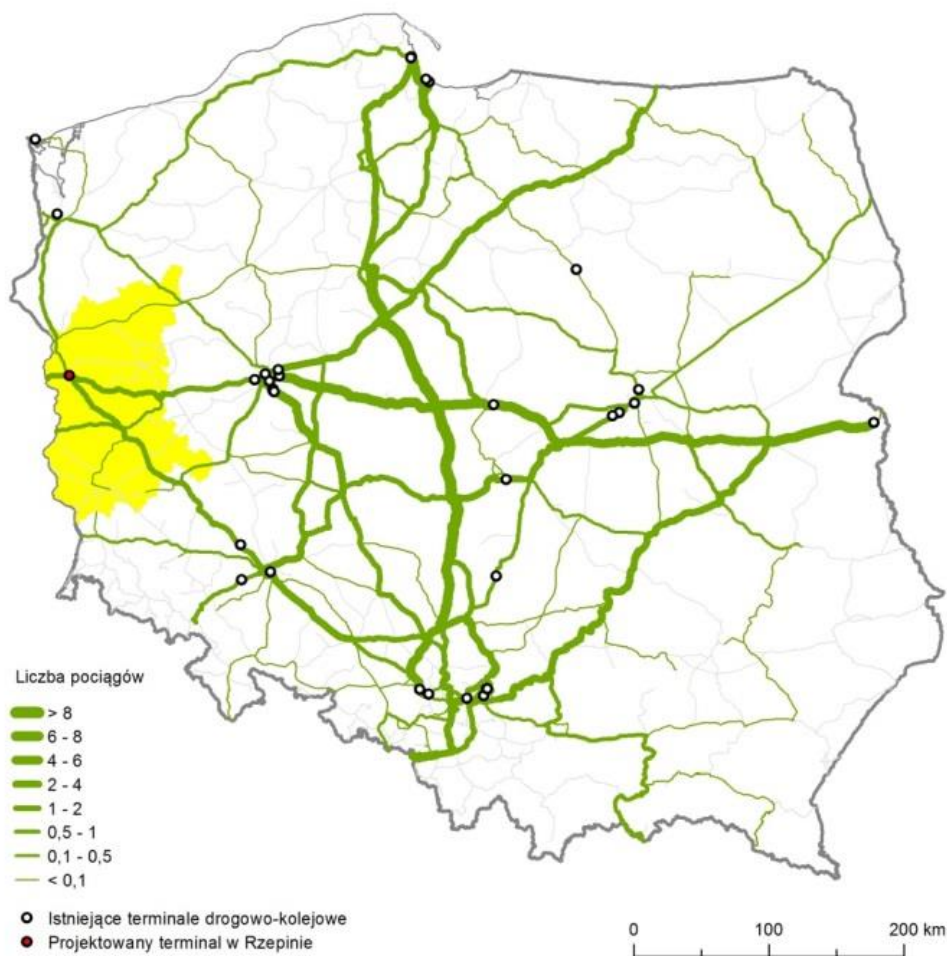 Liczba pociągów
> 8
6 - 8
4 - 6
2 - 4
1 - 2
0,5 - 1
0,1 - 0,5
< 0,1
Istniejące terminale drogowo-kolejowe
Projektowany terminal w Rzepinie
0 100 200 km